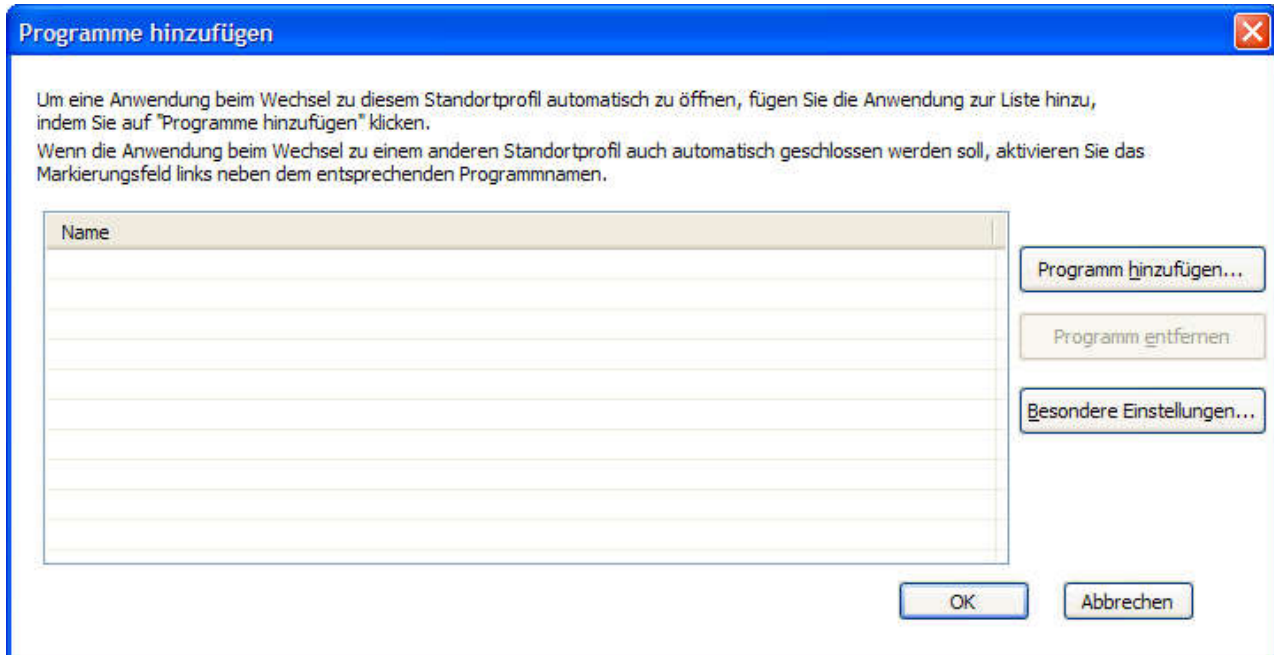 Programme hinzufügen
Um eine Anwendung beim Wechsel zu diesem Standortprofil automatisch zu öffnen, fügen Sie die Anwendung zur Liste hinzu,
indem Sie auf "Programme hinzufügen" klicken.
Wenn die Anwendung beim Wechsel zu einem anderen Standortprofil auch automatisch geschlossen werden soll, aktivieren Sie das
Markierungsfeld links neben dem entsprechenden Programmnamen.
Name
Programm hinzufügen...
Programm entfernen
Besondere Einstellungen...
OK
Abbrechen